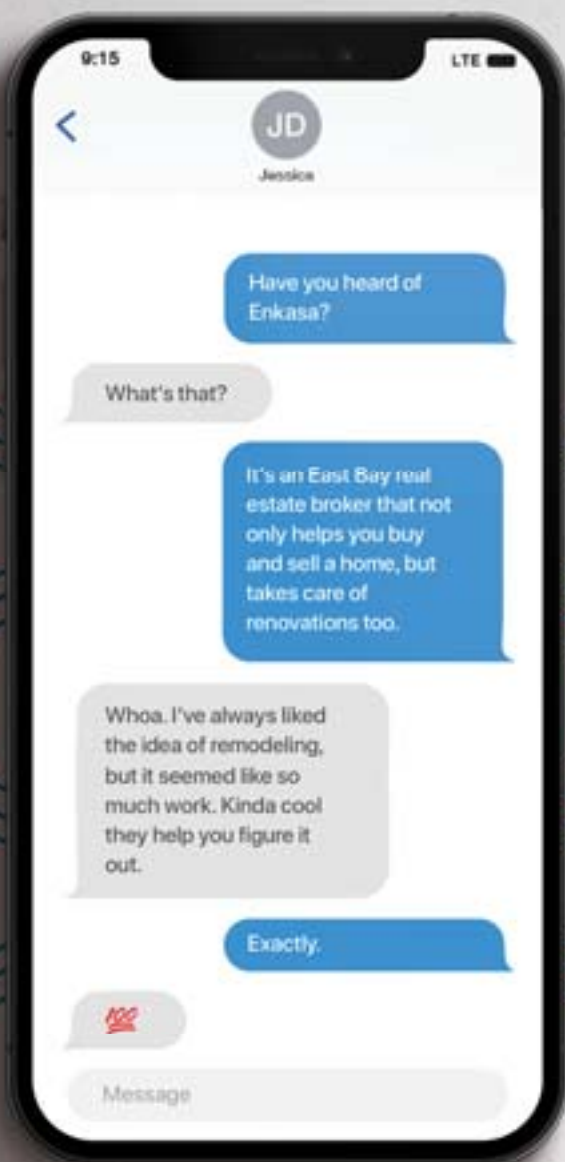 9:15
LTE
JD
Jessica
Have you heard of
Enkasa?
What's that?
It's an East Bay real
estate broker that not
only helps you buy
and sell a home, but
takes care of
renovations too.
Whoa. I've always liked
the idea of remodeling,
but it seemed like so
much work. Kinda cool
they help you figure it
out.
Exactly.
💯
Message